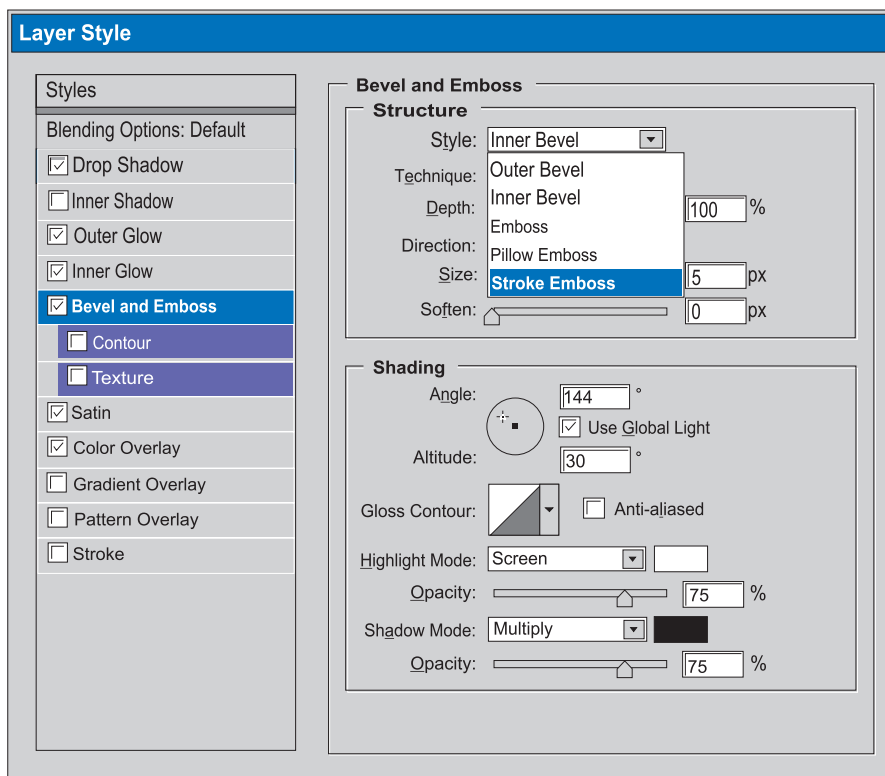 Layer Style
Styles
Blending Options: Default
Drop Shadow
Inner Shadow
Outer Glow
Inner Glow
Bevel and Emboss
Contour
Texture
Satin
Color Overlay
Gradient Overlay
Pattern Overlay
Stroke
Bevel and Emboss
Structure
Style: Inner Bevel
Outer Bevel
Inner Bevel
Emboss
Pillow Emboss
Stroke Emboss
Technique:
Depth: 100 %
Direction:
Size: 5 px
Soften: 0 px
Shading
Angle: 144 °
Use Global Light
Altitude: 30 °
Gloss Contour: Anti-aliased
Highlight Mode: Screen
Opacity: 75 %
Shadow Mode: Multiply
Opacity: 75 %